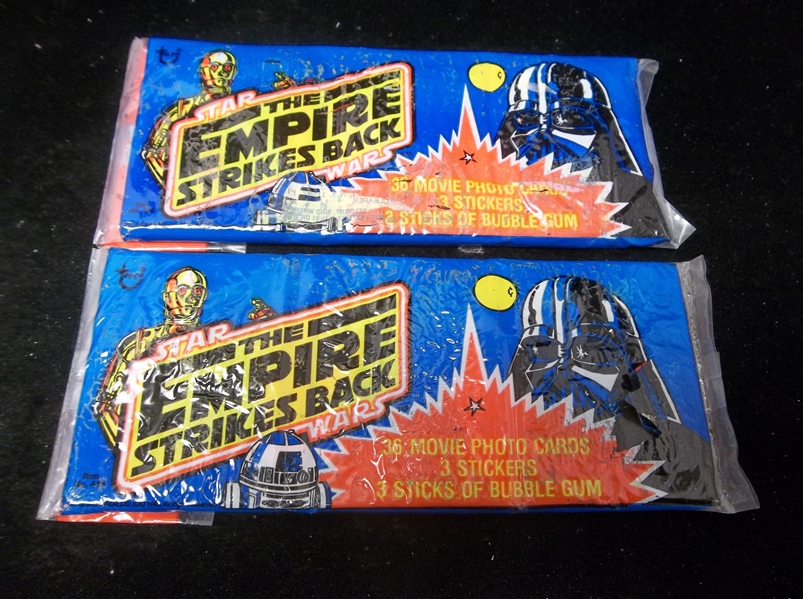 STAR
THE
EMPIRE
STRIKES BACK
WARS
36 MOVIE PHOTO CARDS
3 STICKERS
3 STICKS OF BUBBLE GUM
STAR
THE
EMPIRE
STRIKES BACK
WARS
36 MOVIE PHOTO CARDS
3 STICKERS
3 STICKS OF BUBBLE GUM